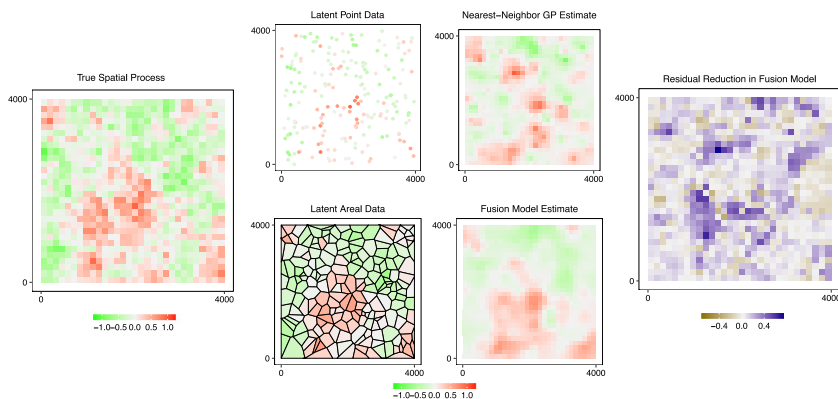 True Spatial Process
4000
0
0
4000
−1.0−0.5 0.0 0.5 1.0
Latent Point Data
4000
0
0
4000
Nearest−Neighbor GP Estimate
4000
0
0
4000
Latent Areal Data
4000
0
0
4000
Fusion Model Estimate
4000
0
0
4000
−1.0−0.5 0.0 0.5 1.0
Residual Reduction in Fusion Model
4000
0
0
4000
−0.4 0.0 0.4